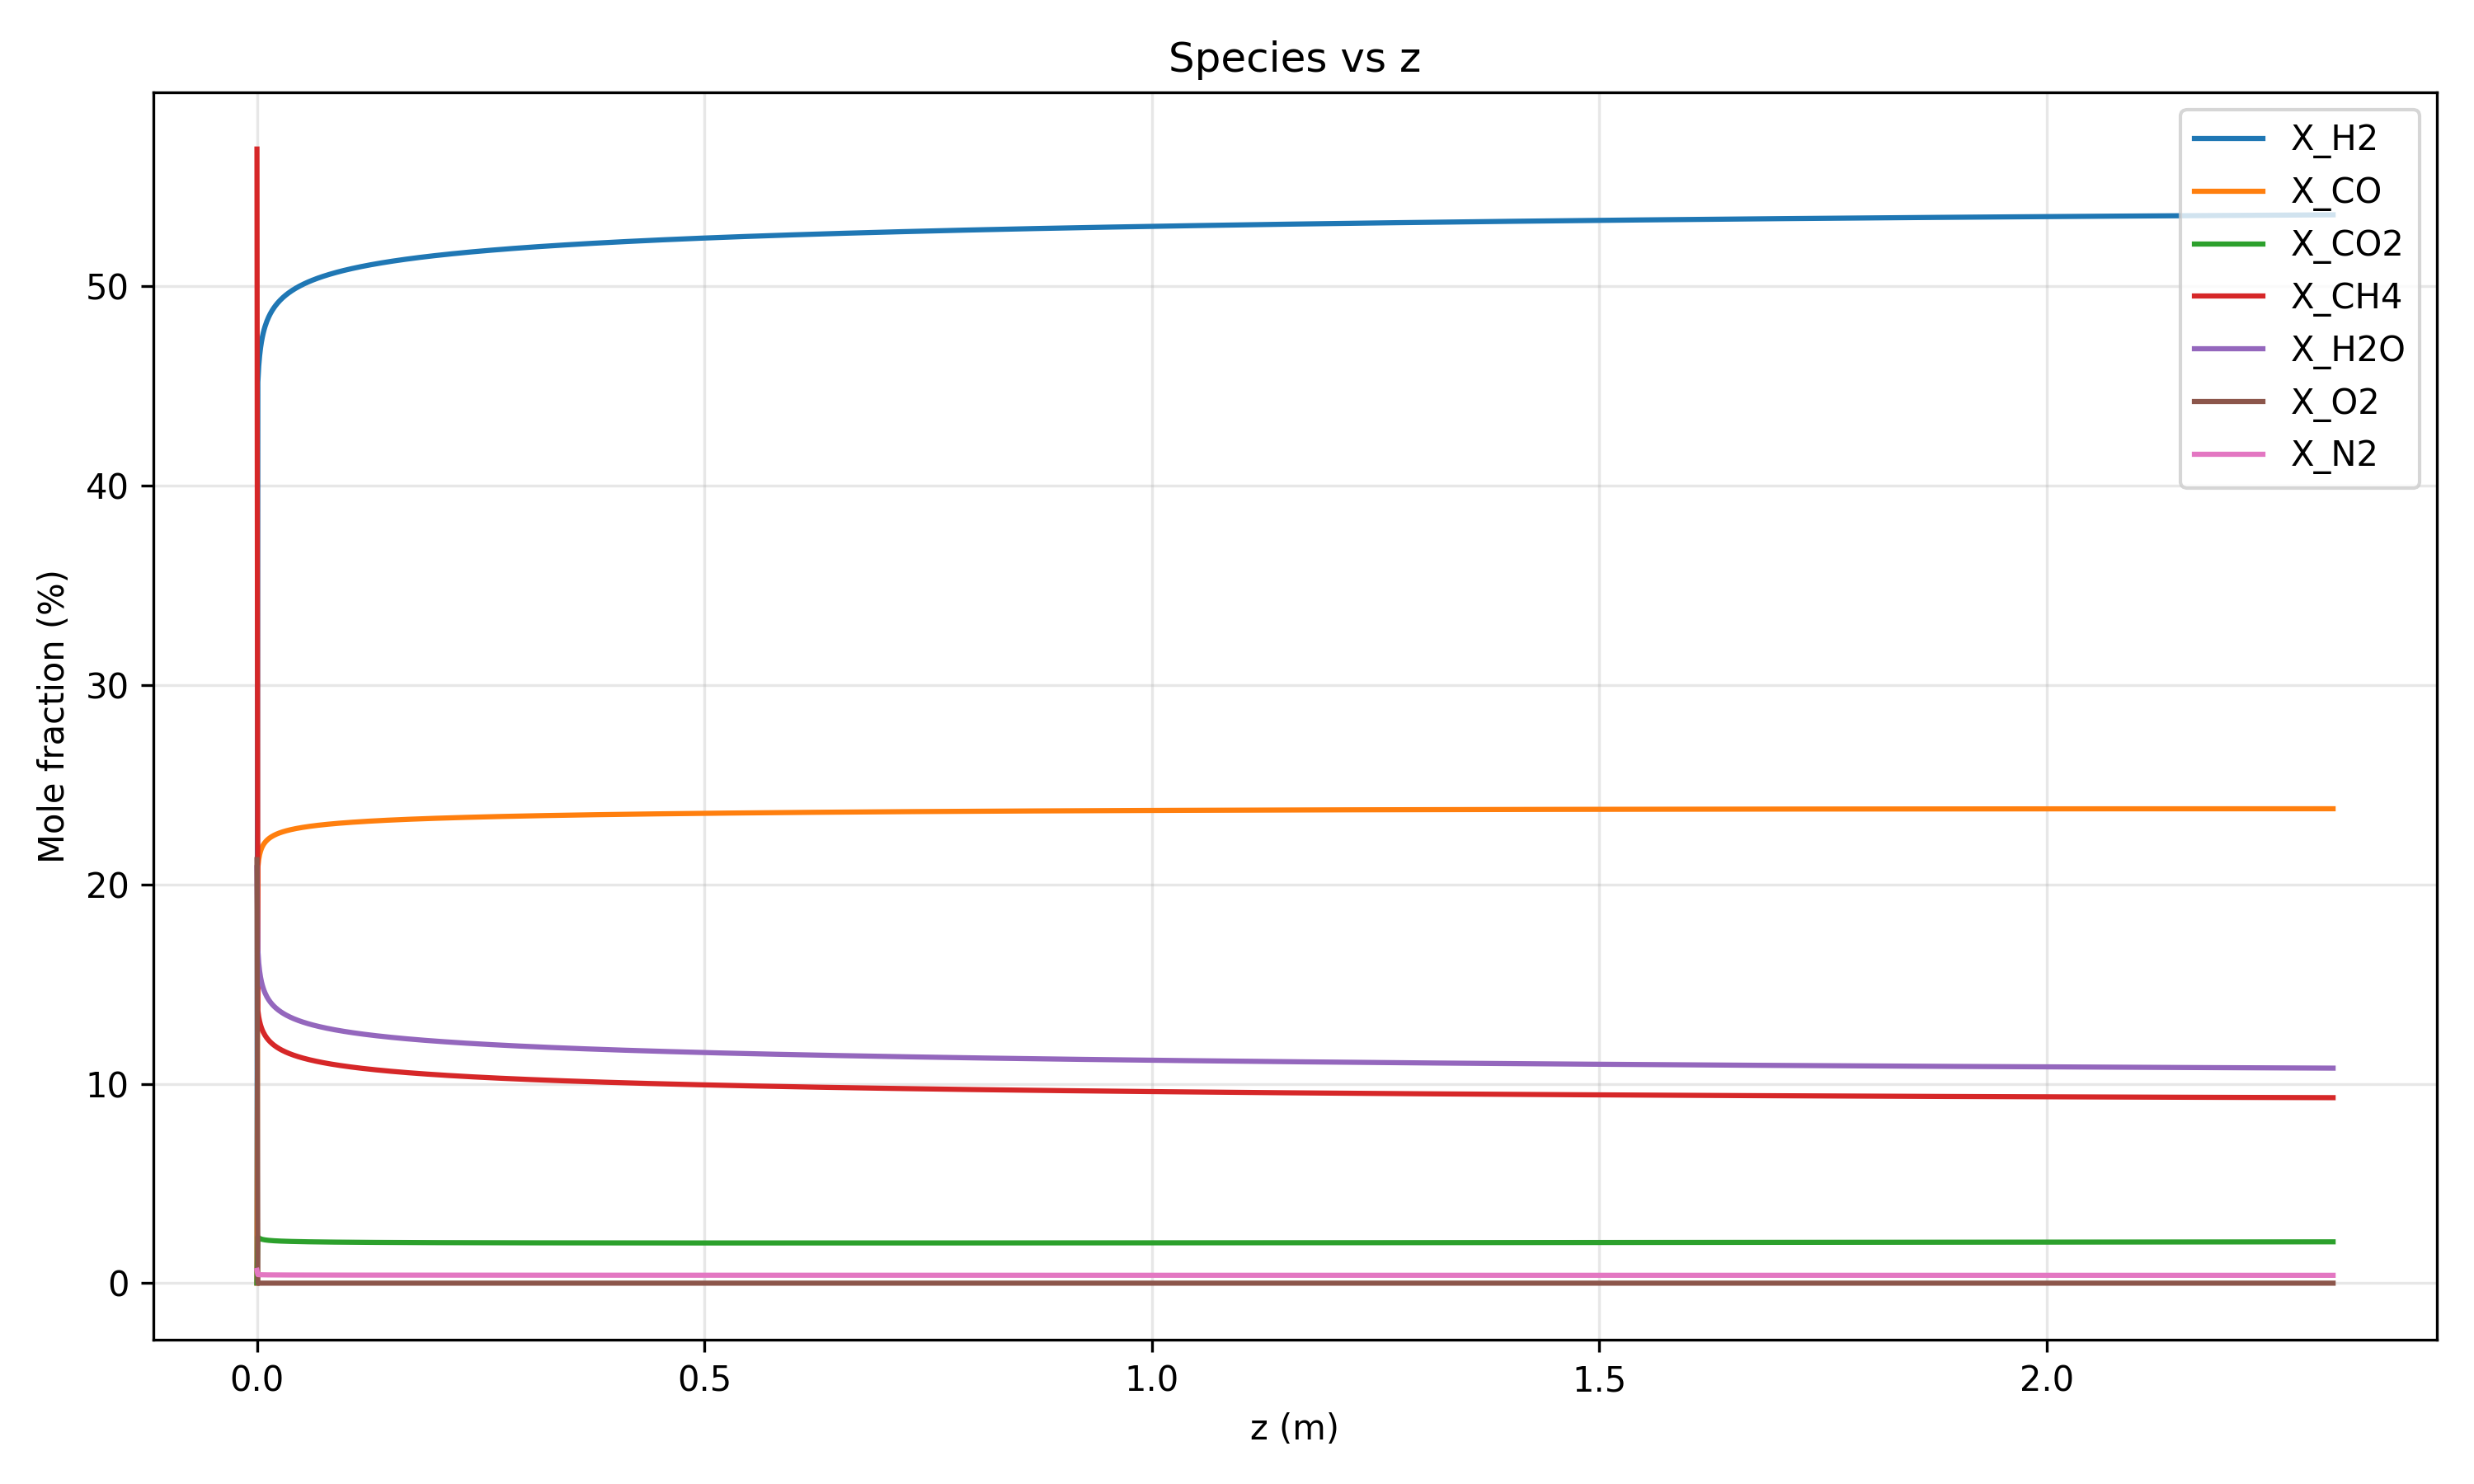 Species vs z
X_H2
X_CO
X_CO2
X_CH4
X_H2O
X_O2
X_N2
Mole fraction (%)
50
40
30
20
10
0
0.0 0.5 1.0 1.5 2.0
z (m)